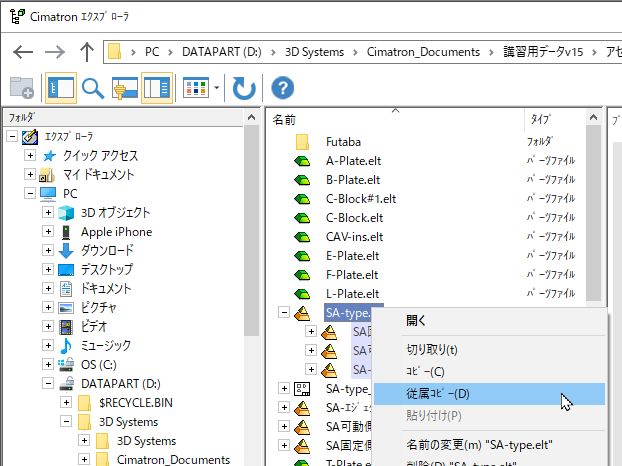 Cimatron ｴｸｽﾌﾟﾛｰﾗ
PC > DATAPART (D:) > 3D Systems > Cimatron_Documents > 講習用データv15 > アセ
ﾌｫﾙﾀﾞ
ｴｸｽﾌﾟﾛｰﾗ
クイック アクセス
マイ ドキュメント
PC
3D オブジェクト
Apple iPhone
ダウンロード
デスクトップ
ドキュメント
ピクチャ
ビデオ
ミュージック
OS (C:)
DATAPART (D:)
$RECYCLE.BIN
3D Systems
3D Systems
Cimatron_Documents
名前 ﾀｲﾌﾟ
Futaba ﾌｫﾙﾀﾞ
A-Plate.elt ﾊﾟｰﾂﾌｧｲﾙ
B-Plate.elt ﾊﾟｰﾂﾌｧｲﾙ
C-Block#1.elt ﾊﾟｰﾂﾌｧｲﾙ
C-Block.elt ﾊﾟｰﾂﾌｧｲﾙ
CAV-ins.elt ﾊﾟｰﾂﾌｧｲﾙ
E-Plate.elt ﾊﾟｰﾂﾌｧｲﾙ
F-Plate.elt ﾊﾟｰﾂﾌｧｲﾙ
L-Plate.elt ﾊﾟｰﾂﾌｧｲﾙ
SA-type.
SA固
SA可
SA-
SA-type_
SA-ｴｼﾞｪ
SA可動側
SA固定側
T-Plate.elt
開く
切り取り(t)
ｺﾋﾟｰ(C)
従属ｺﾋﾟｰ(D)
貼り付け(P)
名前の変更(m) "SA-type.elt"
削除(D) "SA-type.elt"